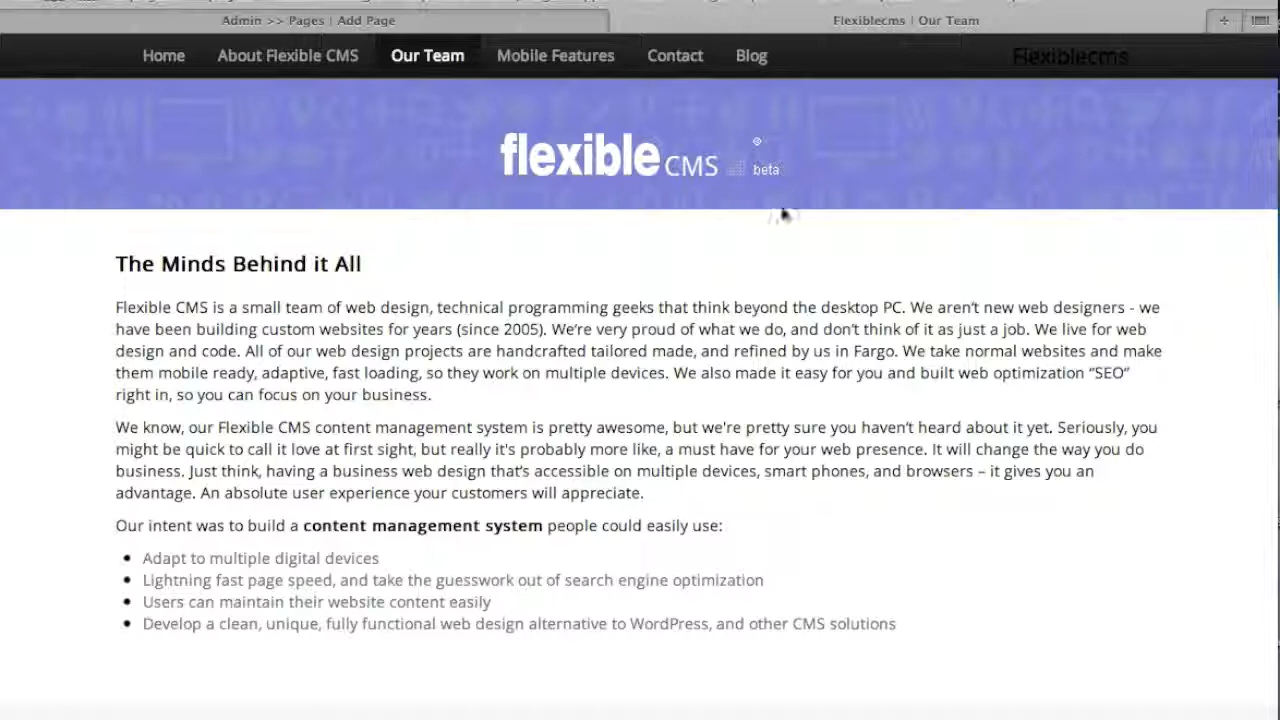 Admin >> Pages | Add Page
Flexiblecms | Our Team
Home About Flexible CMS Our Team Mobile Features Contact Blog Flexiblecms
flexible CMS beta
The Minds Behind it All
Flexible CMS is a small team of web design, technical programming geeks that think beyond the desktop PC. We aren't new web designers - we
have been building custom websites for years (since 2005). We're very proud of what we do, and don't think of it as just a job. We live for web
design and code. All of our web design projects are handcrafted tailored made, and refined by us in Fargo. We take normal websites and make
them mobile ready, adaptive, fast loading, so they work on multiple devices. We also made it easy for you and built web optimization “SEO”
right in, so you can focus on your business.
We know, our Flexible CMS content management system is pretty awesome, but we're pretty sure you haven't heard about it yet. Seriously, you
might be quick to call it love at first sight, but really it's probably more like, a must have for your web presence. It will change the way you do
business. Just think, having a business web design that's accessible on multiple devices, smart phones, and browsers – it gives you an
advantage. An absolute user experience your customers will appreciate.
Our intent was to build a content management system people could easily use:
Adapt to multiple digital devices
Lightning fast page speed, and take the guesswork out of search engine optimization
Users can maintain their website content easily
Develop a clean, unique, fully functional web design alternative to WordPress, and other CMS solutions